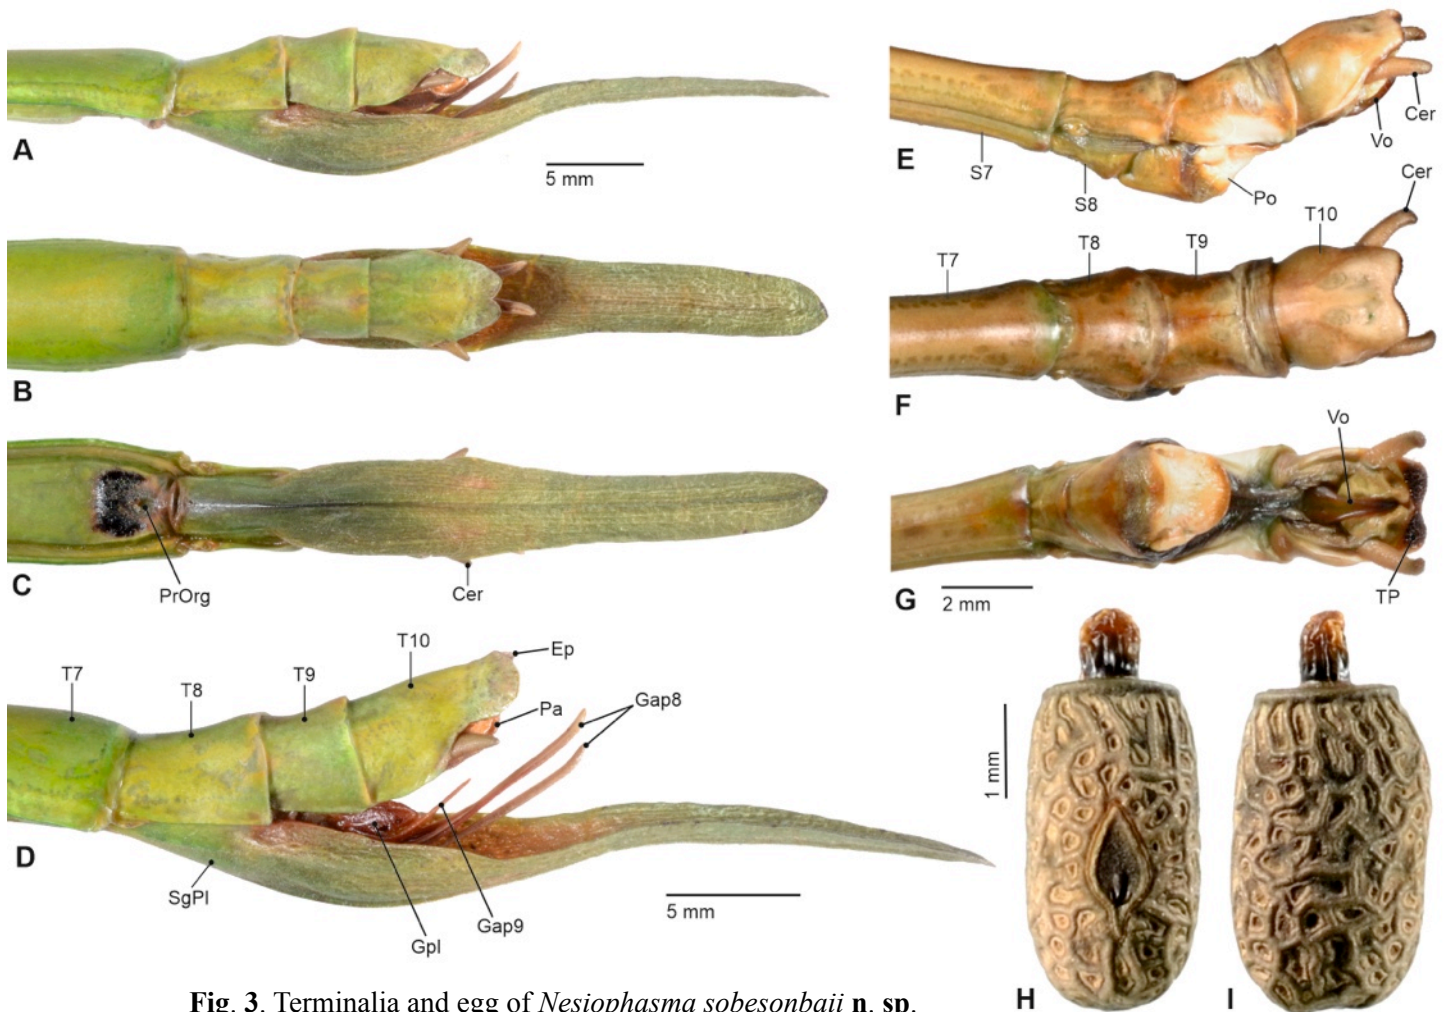 A
5 mm
B
C
PrOrg
Cer
T7
T8
T9
T10
Ep
Pa
Gap8
D
SgPl
Gpl
Gap9
5 mm
E
S7
S8
Po
Vo
Cer
Cer
T7
T8
T9
T10
F
Vo
G
2 mm
TP
1 mm
H
I
Fig. 3. Terminalia and egg of Nesiophasma sobesonbaii n. sp.